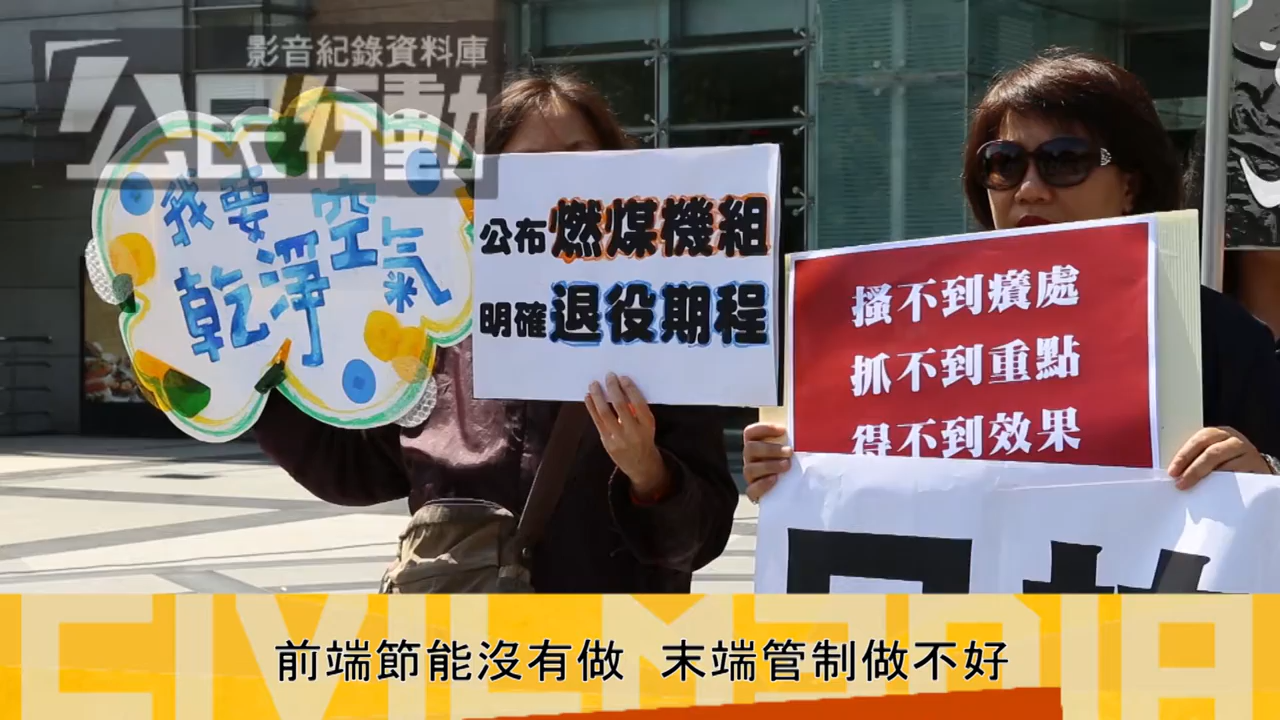 影音紀錄資料庫
公民行動
我要
乾淨空氣
公布燃煤機組
明確退役期程
搔不到癢處
抓不到重點
得不到效果
前端節能沒有做 末端管制做不好
CIVIL MEDIA